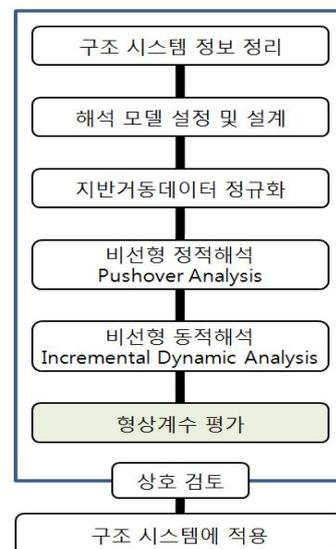 구조 시스템 정보 정리
해석 모델 설정 및 설계
지반거동데이터 정규화
비선형 정적해석
Pushover Analysis
비선형 동적해석
Incremental Dynamic Analysis
형상계수 평가
상호 검토
구조 시스템에 적용